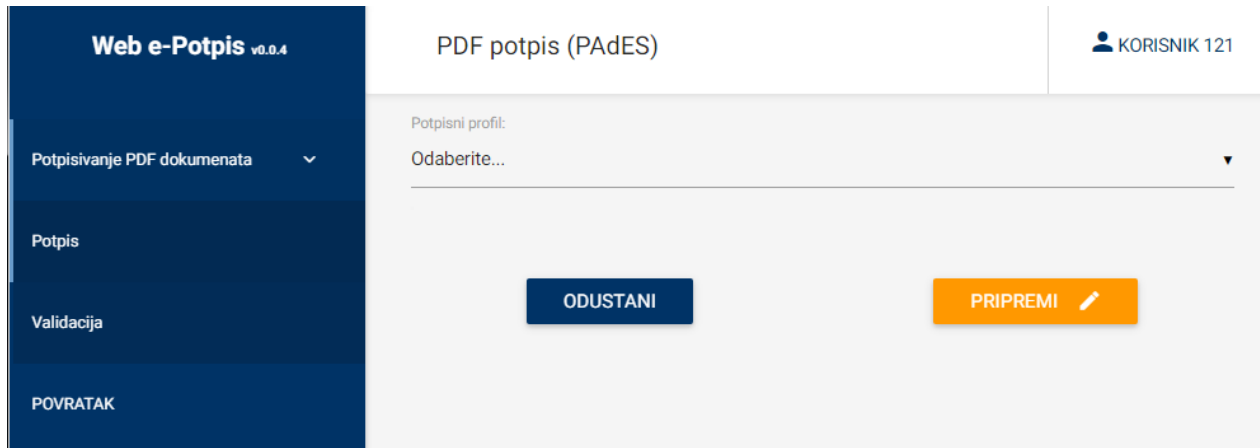 Web e-Potpis v0.0.4
PDF potpis (PAdES)
KORISNIK 121
Potpisivanje PDF dokumenata
Potpis
Validacija
POVRATAK
Potpisni profil:
Odaberite...
ODUSTANI
PRIPREMI